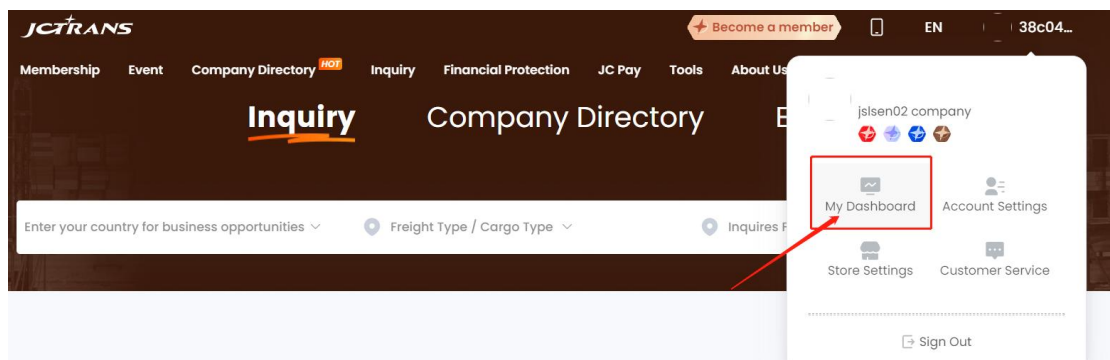 JCTRANS
Become a member
EN
38c04...
Membership Event Company Directory HOT Inquiry Financial Protection JC Pay Tools About Us
Inquiry Company Directory E
jslsen02 company
My Dashboard Account Settings
Enter your country for business opportunities Freight Type / Cargo Type Inquires F
Store Settings Customer Service
Sign Out